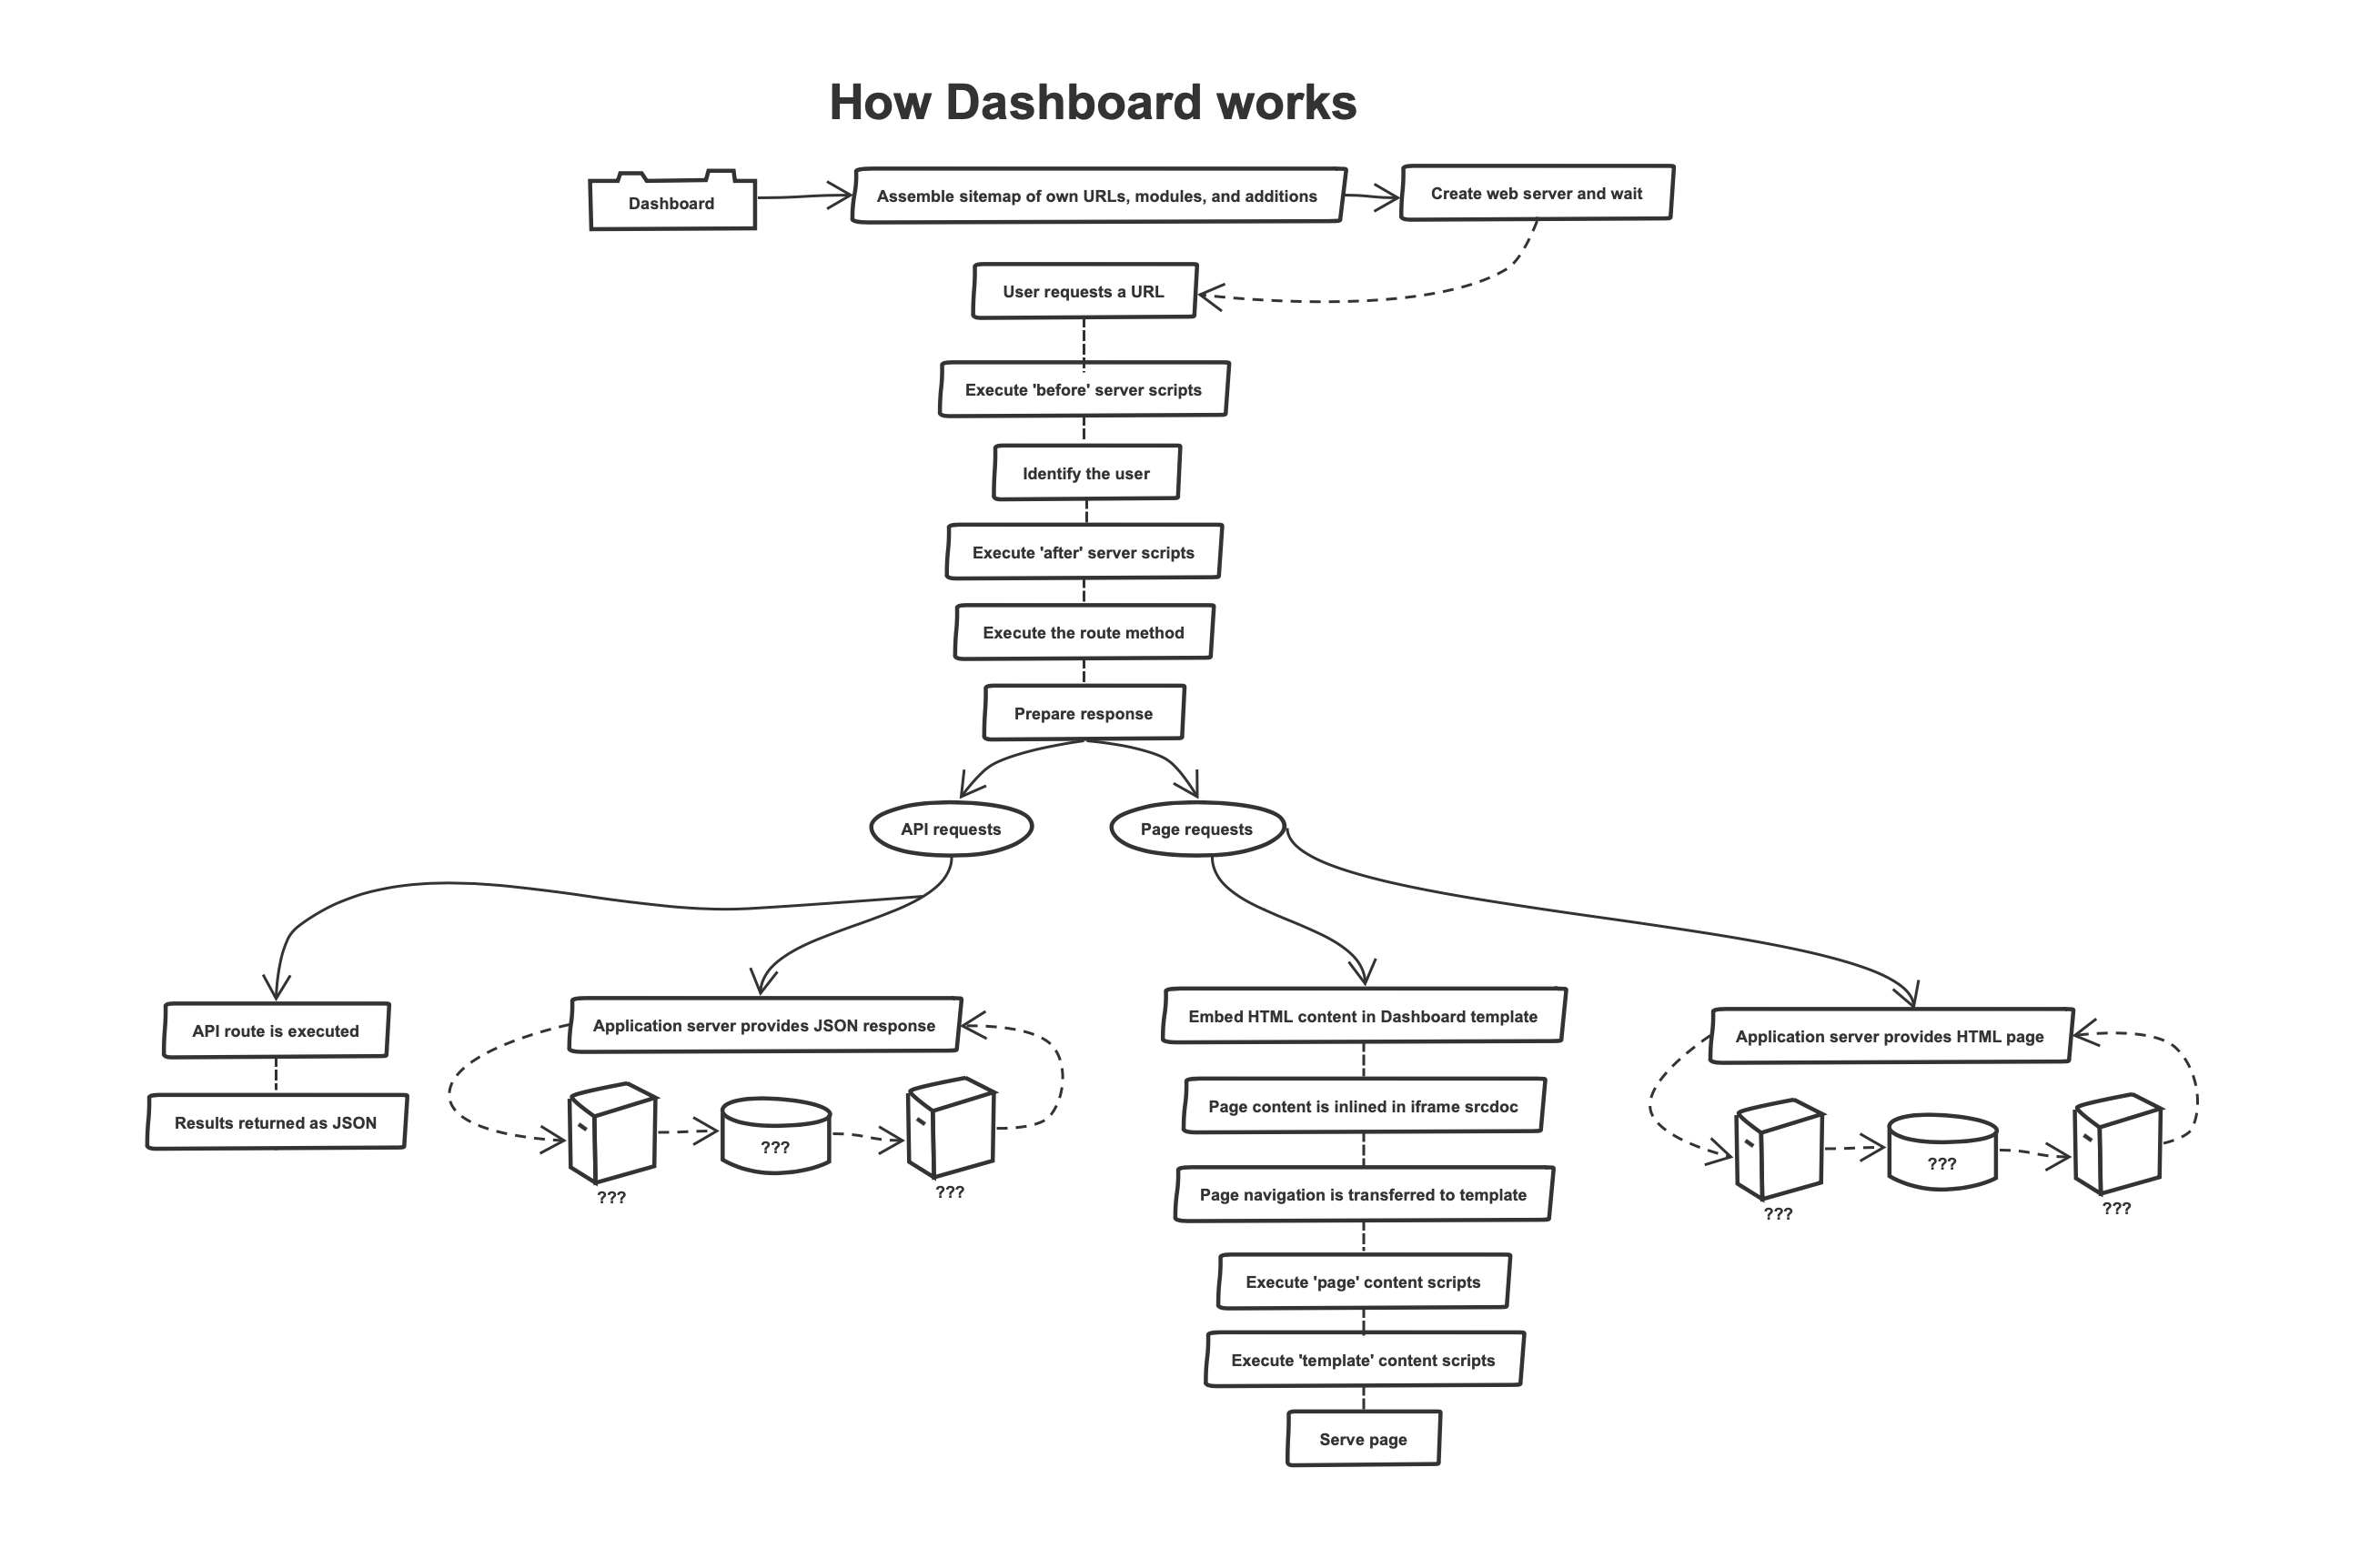 How Dashboard works
Dashboard
Assemble sitemap of own URLs, modules, and additions
Create web server and wait
User requests a URL
Execute 'before' server scripts
Identify the user
Execute 'after' server scripts
Execute the route method
Prepare response
API requests
Page requests
API route is executed
Results returned as JSON
Application server provides JSON response
???
???
???
Embed HTML content in Dashboard template
Page content is inlined in iframe srcdoc
Page navigation is transferred to template
Execute 'page' content scripts
Execute 'template' content scripts
Serve page
Application server provides HTML page
???
???
???